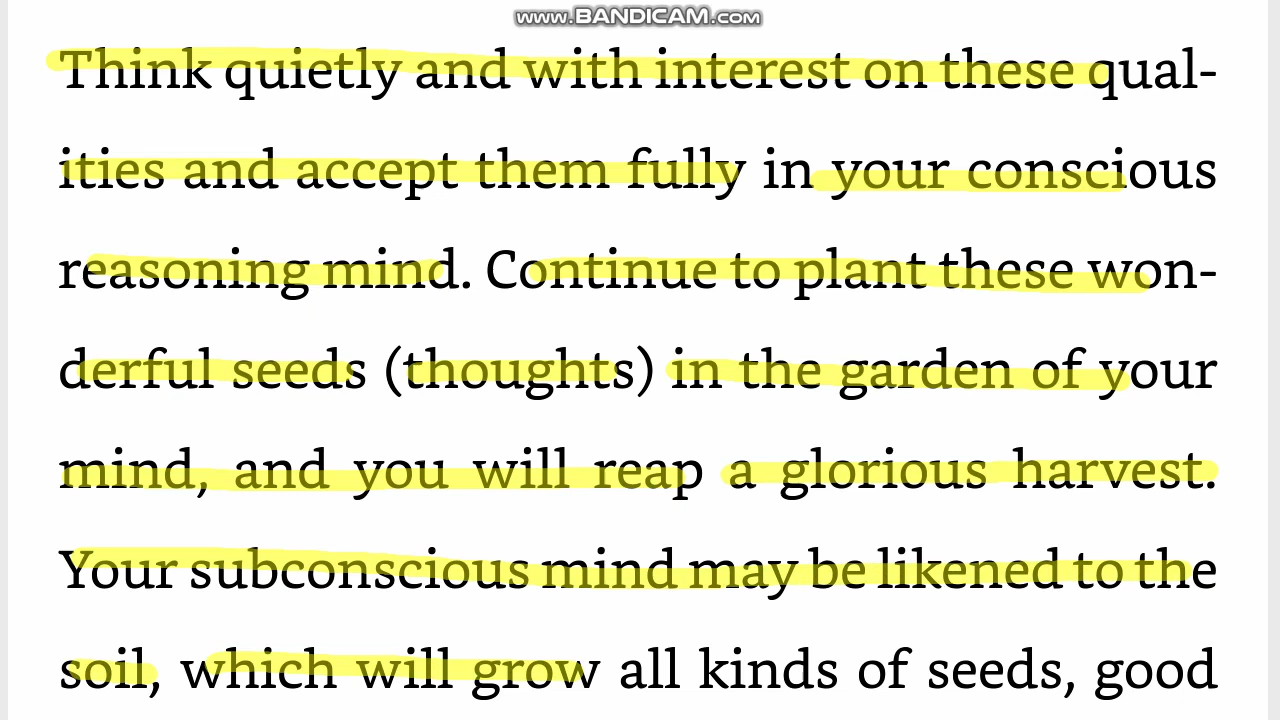 www.BANDICAM.com
Think quietly and with interest on these qual-
ities and accept them fully in your conscious
reasoning mind. Continue to plant these won-
derful seeds (thoughts) in the garden of your
mind, and you will reap a glorious harvest.
Your subconscious mind may be likened to the
soil, which will grow all kinds of seeds, good